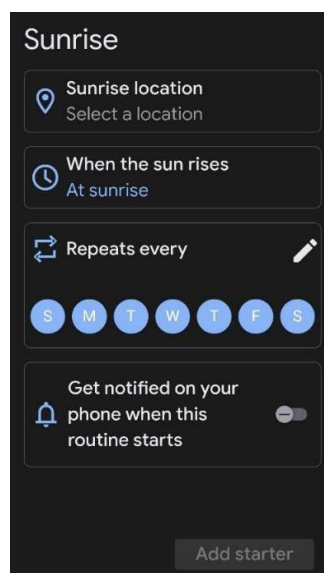 Sunrise
Sunrise location
Select a location
When the sun rises
At sunrise
Repeats every
S M T W T F S
Get notified on your
phone when this
routine starts
Add starter